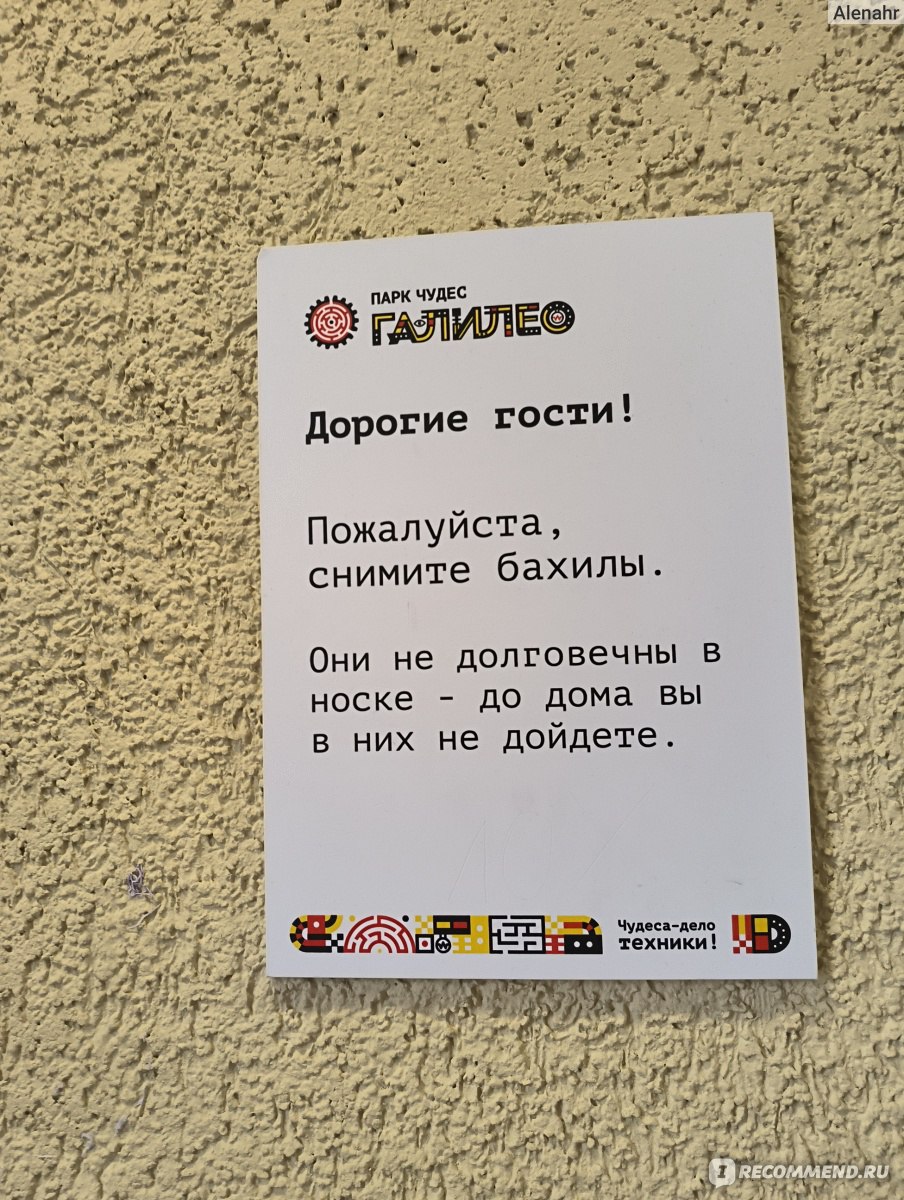 Alenahr
ПАРК ЧУДЕС
ГАЛИЛЕО
Дорогие гости!
Пожалуйста,
снимите бахилы.
Они не долговечны в
носке - до дома вы
в них не дойдете.
Чудеса-дело
техники!
IRECOMMEND.RU